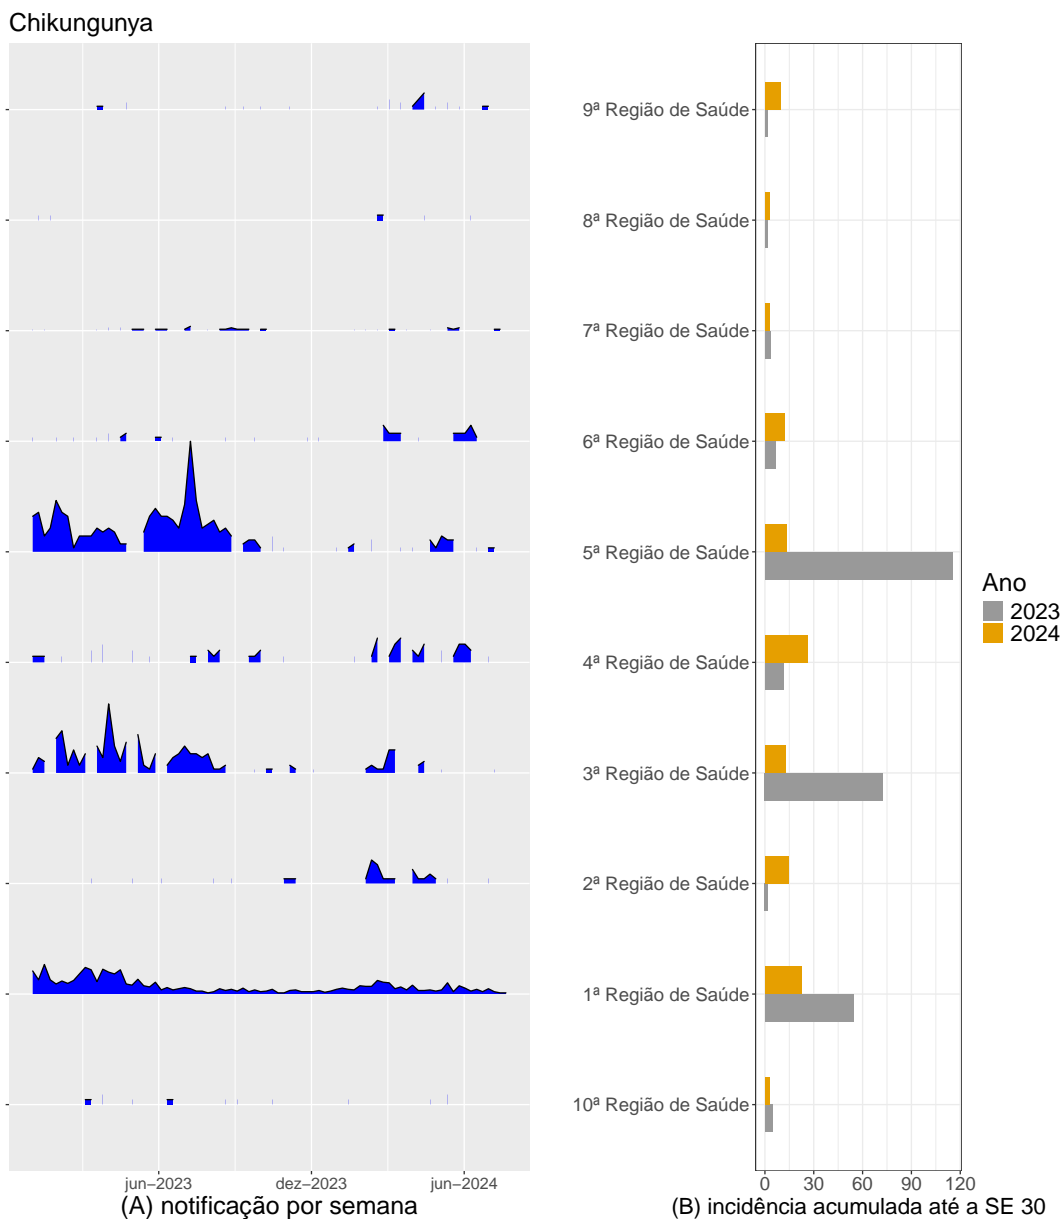 Chikungunya
9ª Região de Saúde
8ª Região de Saúde
7ª Região de Saúde
6ª Região de Saúde
5ª Região de Saúde
4ª Região de Saúde
3ª Região de Saúde
2ª Região de Saúde
1ª Região de Saúde
10ª Região de Saúde
Ano
2023
2024
jun–2023 dez–2023 jun–2024
(A) notificação por semana
0 30 60 90 120
(B) incidência acumulada até a SE 30